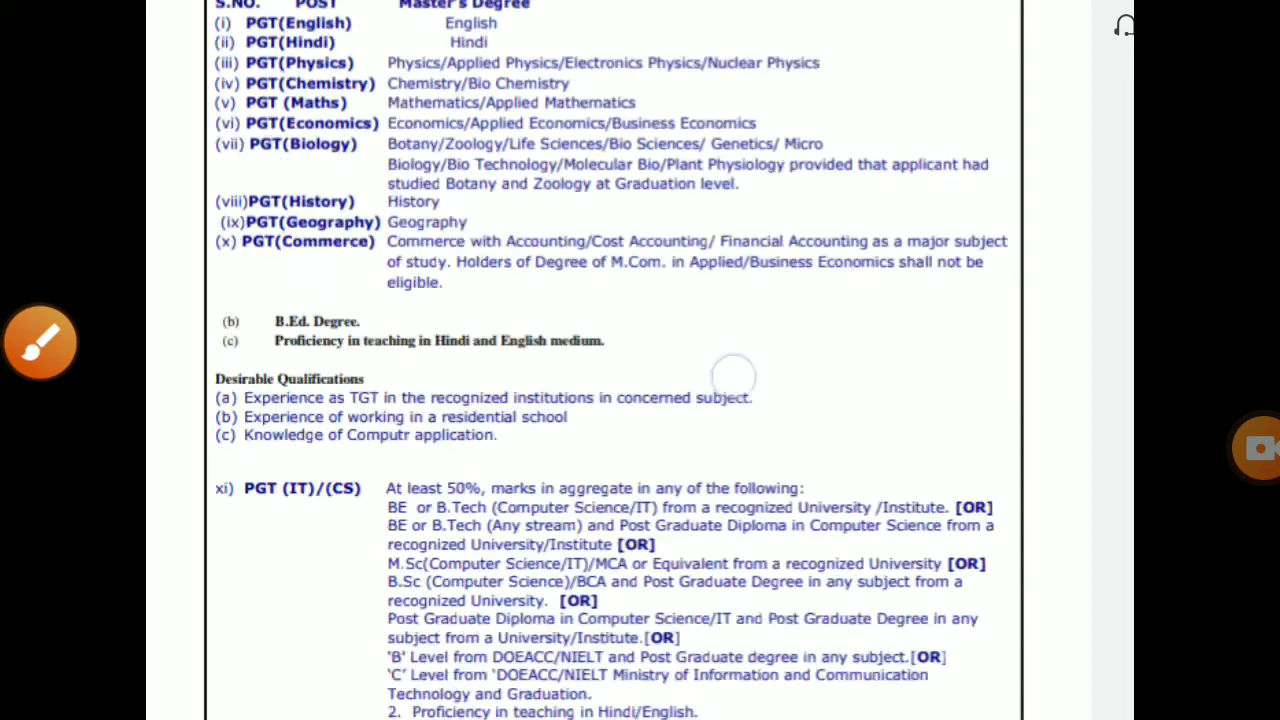 S.NO. POST Master's Degree
(i) PGT(English) English
(ii) PGT(Hindi) Hindi
(iii) PGT(Physics) Physics/Applied Physics/Electronics Physics/Nuclear Physics
(iv) PGT(Chemistry) Chemistry/Bio Chemistry
(v) PGT (Maths) Mathematics/Applied Mathematics
(vi) PGT(Economics) Economics/Applied Economics/Business Economics
(vii) PGT(Biology) Botany/Zoology/Life Sciences/Bio Sciences/ Genetics/ Micro
Biology/Bio Technology/Molecular Bio/Plant Physiology provided that applicant had
studied Botany and Zoology at Graduation level.
(viii)PGT(History) History
(ix)PGT(Geography) Geography
(x) PGT(Commerce) Commerce with Accounting/Cost Accounting/ Financial Accounting as a major subject
of study. Holders of Degree of M.Com. in Applied/Business Economics shall not be
eligible.
(b) B.Ed. Degree.
(c) Proficiency in teaching in Hindi and English medium.
Desirable Qualifications
(a) Experience as TGT in the recognized institutions in concerned subject.
(b) Experience of working in a residential school
(c) Knowledge of Computr application.
xi) PGT (IT)/(CS) At least 50%, marks in aggregate in any of the following:
BE or B.Tech (Computer Science/IT) from a recognized University /Institute. [OR]
BE or B.Tech (Any stream) and Post Graduate Diploma in Computer Science from a
recognized University/Institute [OR]
M.Sc(Computer Science/IT)/MCA or Equivalent from a recognized University [OR]
B.Sc (Computer Science)/BCA and Post Graduate Degree in any subject from a
recognized University. [OR]
Post Graduate Diploma in Computer Science/IT and Post Graduate Degree in any
subject from a University/Institute.[OR]
'B' Level from DOEACC/NIELT and Post Graduate degree in any subject.[OR]
'C' Level from 'DOEACC/NIELT Ministry of Information and Communication
Technology and Graduation.
2. Proficiency in teaching in Hindi/English.